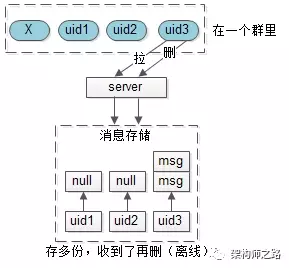 X uid1 uid2 uid3
在一个群里
拉 删
server
消息存储
msg
null null msg
uid1 uid2 uid3
存多份，收到了再删（离线）
架构师之路